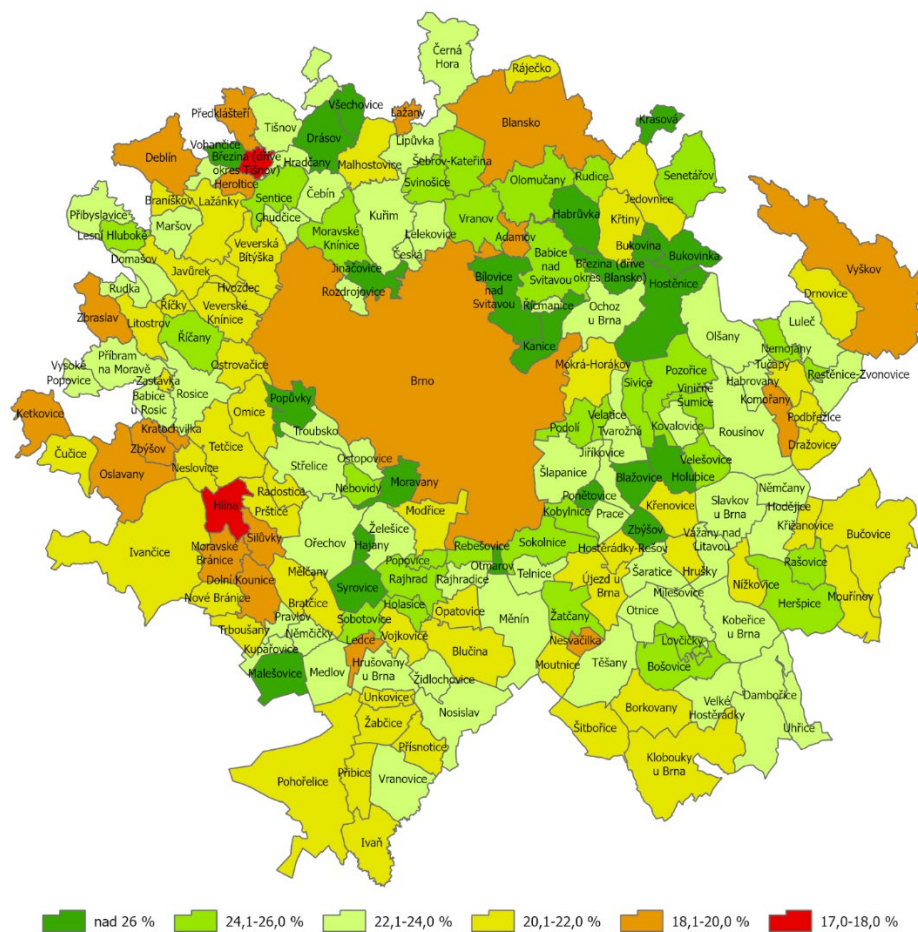 Černá
Hora
Ráječko
Předklášteří
Všechovice
Lažany
Krasová
Tišnov
Blansko
Vohančice
Drásov
Lipůvka
Deblín
Březina (dříve
okres Tišnov)
Hradčany
Malhostovice
Šebrov-Kateřina
Rudice
Senetářov
Heroltice
Svinošice
Olomučany
Braníškov
Lažánky
Sentice
Čebín
Jedovnice
Přibyslavice
Chudčice
Kuřim
Vranov
Habrůvka
Křtiny
Maršov
Lelekovice
Lesní Hluboké
Moravské
Knínice
Adamov
Veverská
Bítýška
Babice
nad
Svitavou
Bukovina
Domašov
Česká
Bukovinka
Vyškov
Javůrek
Jinačovice
Bílovice
nad
Svitavou
Březina (dříve
okres Blansko)
Rudka
Hvozdec
Rozdrojovice
Hostěnice
Drnovice
Říčky
Říčmanice
Zbraslav
Veverské
Knínice
Ochoz
u Brna
Litostrov
Luleč
Olšany
Říčany
Kanice
Nemojany
Příbram
na Moravě
Ostrovačice
Mokrá-Horákov
Pozořice
Tučapy
Vysoké
Popovice
Zastávka
Sivice
Habrovany
Rostěnice-Zvonovice
Brno
Viničné
Šumice
Babice
u Rosic
Rosice
Popůvky
Komořany
Ketkovice
Omice
Velatice
Podbřežice
Kratochvilka
Troubsko
Podolí
Tvarožná
Kovalovice
Rousínov
Zbýšov
Tetčice
Dražovice
Čučice
Ostopovice
Jiříkovice
Velešovice
Oslavany
Neslovice
Střelice
Šlapanice
Blažovice
Holubice
Němčany
Radostice
Nebovidy
Moravany
Ponětovice
Hlína
Prštice
Kobylnice
Prace
Křenovice
Slavkov
u Brna
Hodějice
Modřice
Zbýšov
Křižanovice
Ivančice
Silůvky
Ořechov
Želešice
Sokolnice
Vážany nad
Litavou
Bučovice
Moravské
Bránice
Hajany
Rebešovice
Hostěrádky-
Rešov
Rašovice
Popovice
Otmarov
Dolní Kounice
Mělčany
Syrovice
Rajhrad
Rajhradice
Telnice
Újezd u
Brna
Šaratice
Hrušky
Nížkovice
Mouřínov
Nové Bránice
Bratčice
Holasice
Milešovice
Heršpice
Pravlov
Sobotovice
Opatovice
Žatčany
Otnice
Kobeřice
u Brna
Trboušany
Němčičky
Vojkovice
Měnín
Kupařovice
Ledce
Blučina
Nesvačilka
Lovčičky
Malešovice
Medlov
Hrušovany
u Brna
Židlochovice
Moutnice
Těšany
Bošovice
Unkovice
Dambořice
Nosislav
Borkovany
Velké
Hostěrádky
Žabčice
Šitbořice
Uhřice
Přísnotice
Pohořelice
Přibice
Vranovice
Klobouky
u Brna
Ivaň
nad 26 %
24,1-26,0 %
22,1-24,0 %
20,1-22,0 %
18,1-20,0 %
17,0-18,0 %